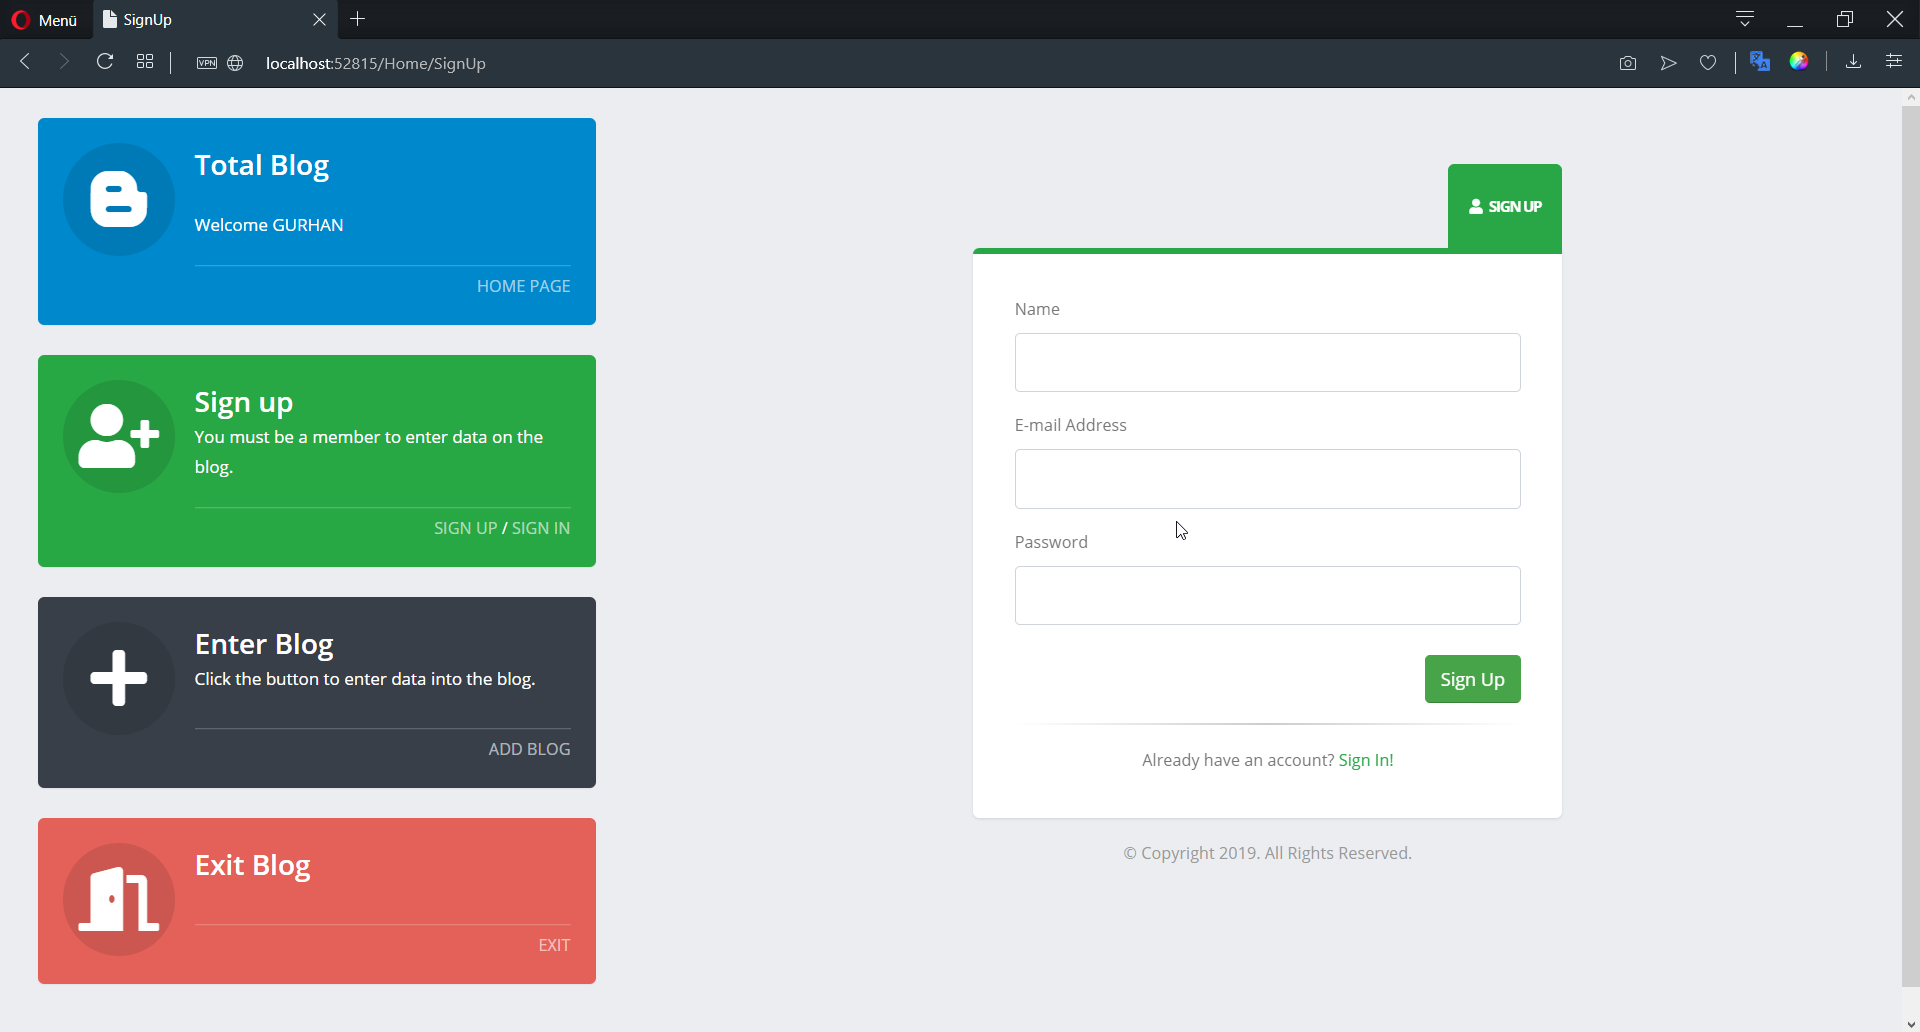 Menü
SignUp
VPN
localhost:52815/Home/SignUp
Total Blog
Welcome GURHAN
HOME PAGE
Sign up
You must be a member to enter data on the
blog.
SIGN UP / SIGN IN
Enter Blog
Click the button to enter data into the blog.
ADD BLOG
Exit Blog
EXIT
SIGN UP
Name
E-mail Address
Password
Sign Up
Already have an account? Sign In!
© Copyright 2019. All Rights Reserved.